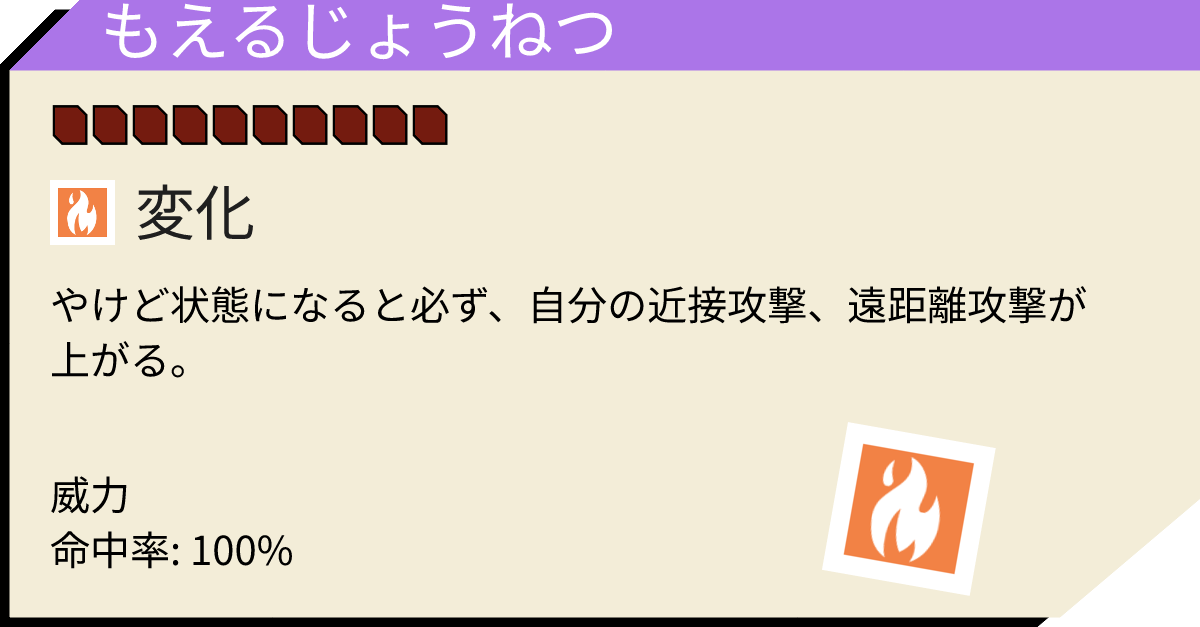 もえるじょうねつ
変化
やけど状態になると必ず、自分の近接攻撃、遠距離攻撃が
上がる。
威力
命中率: 100%